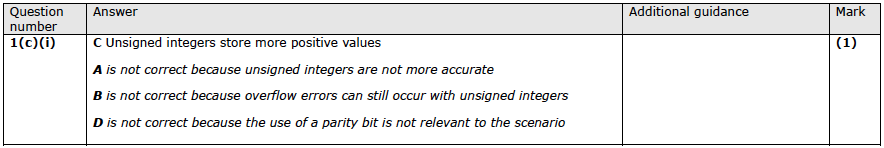 Question number
Answer
Additional guidance
Mark
1(c)(i)
C Unsigned integers store more positive values
(1)
A is not correct because unsigned integers are not more accurate
B is not correct because overflow errors can still occur with unsigned integers
D is not correct because the use of a parity bit is not relevant to the scenario